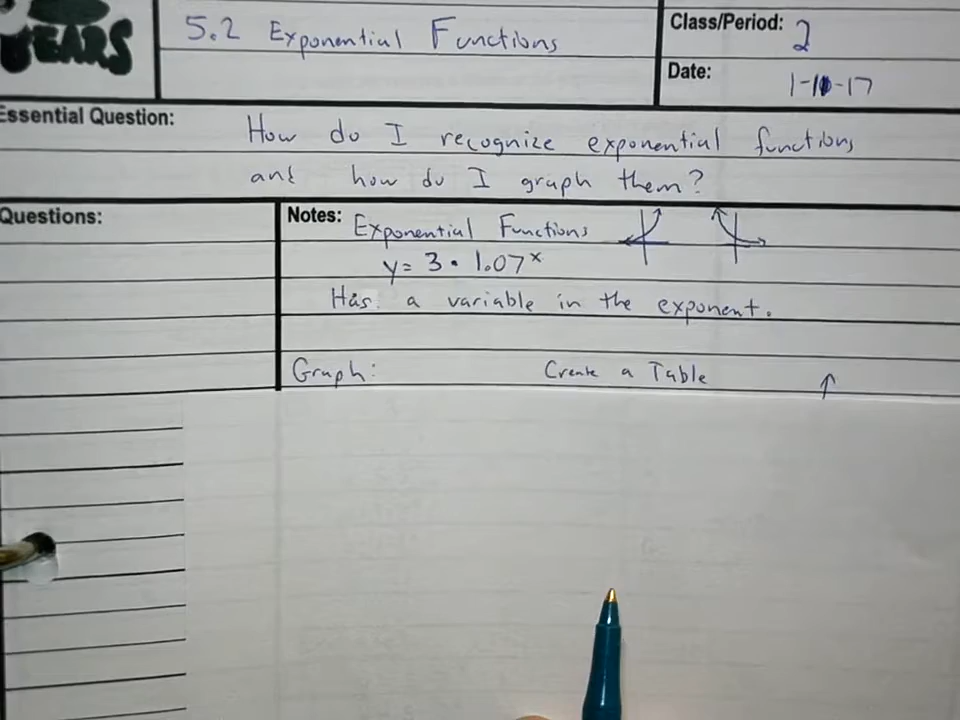 EARS
5.2 Exponential Functions
Class/Period: 2
Date: 1-10-17
Essential Question: How do I recognize exponential functions
and how do I graph them?
Questions:
Notes: Exponential Functions
y= 3 • 1.07ˣ
Has a variable in the exponent.
Graph: Create a Table